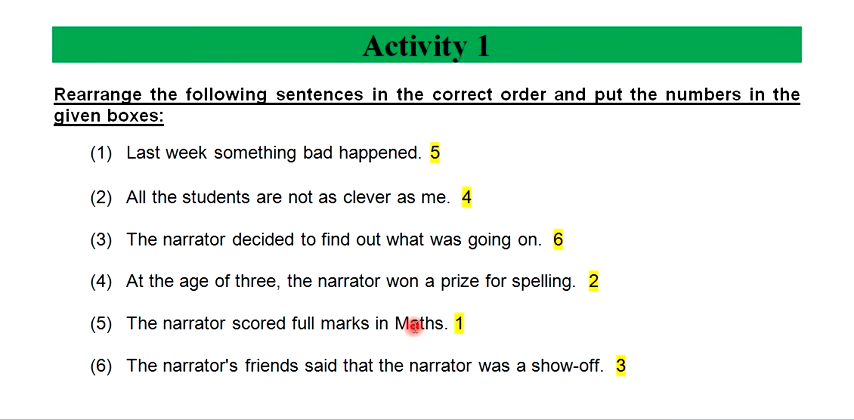 Activity 1
Rearrange the following sentences in the correct order and put the numbers in the
given boxes:
(1) Last week something bad happened. 5
(2) All the students are not as clever as me. 4
(3) The narrator decided to find out what was going on. 6
(4) At the age of three, the narrator won a prize for spelling. 2
(5) The narrator scored full marks in Maths. 1
(6) The narrator's friends said that the narrator was a show-off. 3